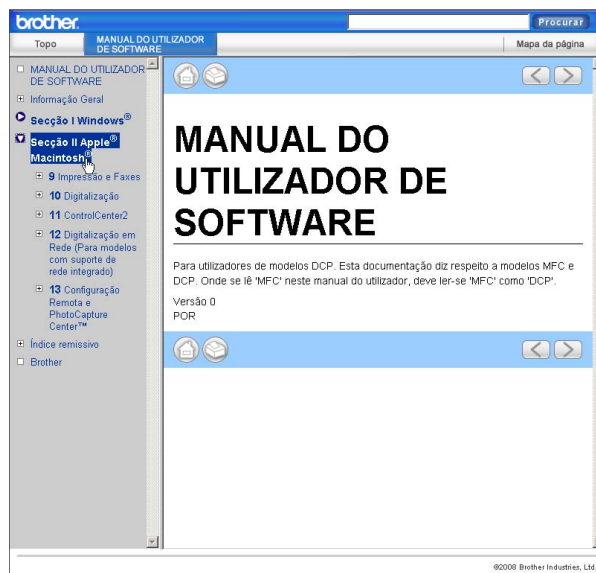 brother.
Procurar
Topo
MANUAL DO UTILIZADOR
DE SOFTWARE
Mapa da página
MANUAL DO UTILIZADOR
DE SOFTWARE
Informação Geral
Secção I Windows®
Secção II Apple®
Macintosh®
9 Impressão e Faxes
10 Digitalização
11 ControlCenter2
12 Digitalização em
Rede (Para modelos
com suporte de
rede integrado)
13 Configuração
Remota e
PhotoCapture
Center™
Índice remissivo
Brother
MANUAL DO
UTILIZADOR DE
SOFTWARE
Para utilizadores de modelos DCP. Esta documentação diz respeito a modelos MFC e
DCP. Onde se lê 'MFC' neste manual do utilizador, deve ler-se 'MFC' como 'DCP'.
Versão 0
POR
©2008 Brother Industries, Ltd.